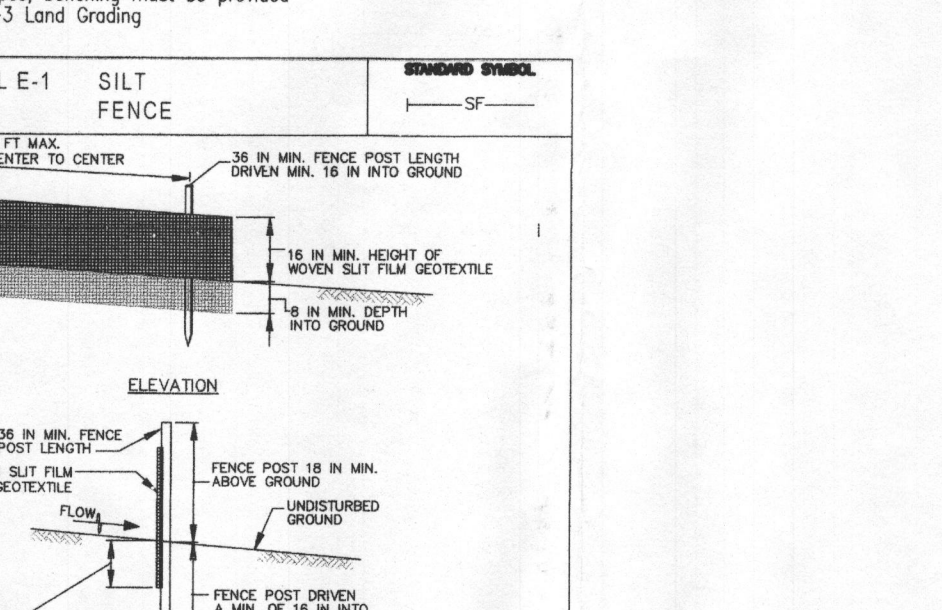 must be provided
-3 Land Grading
L E-1 SILT
FENCE
STANDARD SYMBOL
SF
FT MAX.
CENTER TO CENTER
36 IN MIN. FENCE POST LENGTH
DRIVEN MIN. 16 IN INTO GROUND
16 IN MIN. HEIGHT OF
WOVEN SLIT FILM GEOTEXTILE
8 IN MIN. DEPTH
INTO GROUND
ELEVATION
36 IN MIN. FENCE
POST LENGTH
SLIT FILM
GEOTEXTILE
FLOW
FENCE POST 18 IN MIN.
ABOVE GROUND
UNDISTURBED
GROUND
FENCE POST DRIVEN
A MIN. OF 16 IN INTO